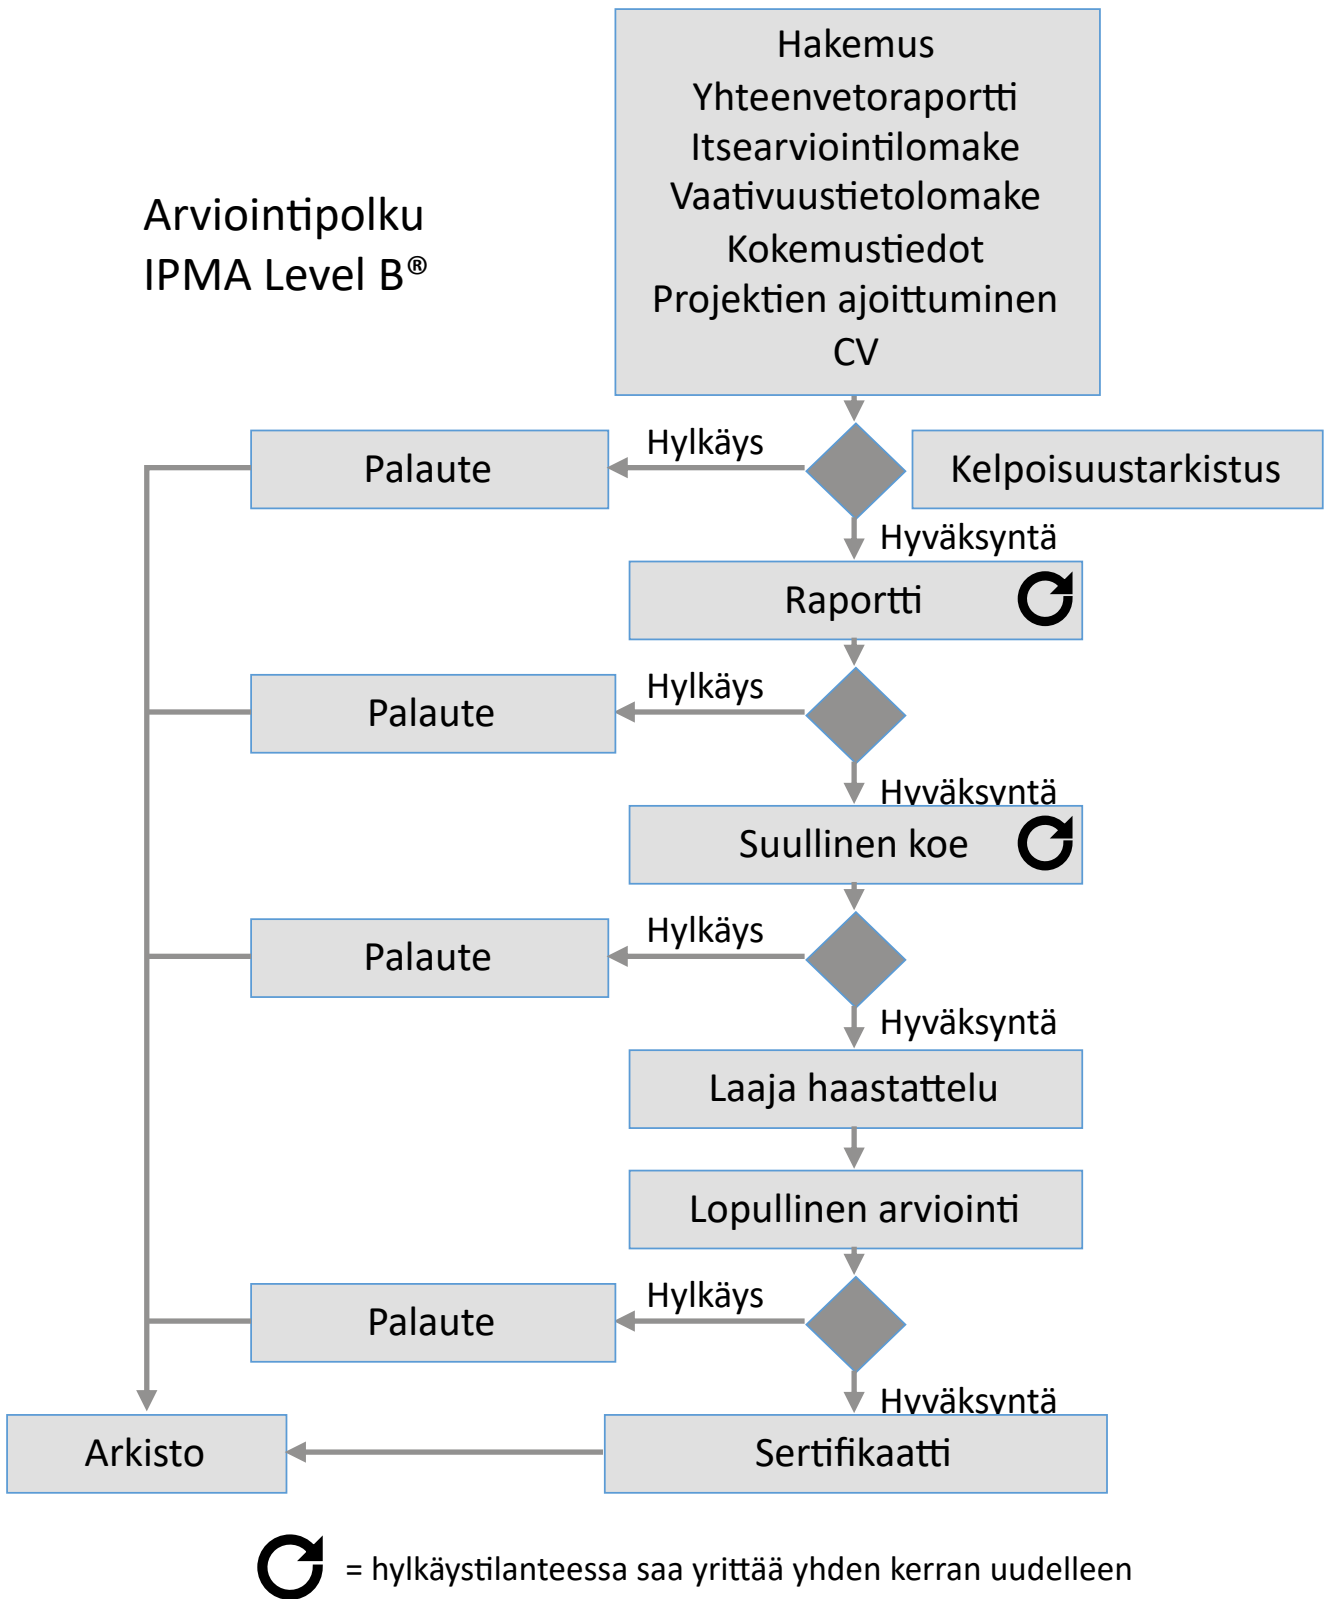 Hakemus
Yhteenvetoraportti
Itsearviointilomake
Vaativuustietolomake
Kokemustiedot
Projektien ajoittuminen
CV
Arviointipolku
IPMA Level B®
Hylkäys
Palaute
Kelpoisuustarkistus
Hyväksyntä
Raportti
Hylkäys
Palaute
Hyväksyntä
Suullinen koe
Hylkäys
Palaute
Hyväksyntä
Laaja haastattelu
Lopullinen arviointi
Hylkäys
Palaute
Hyväksyntä
Arkisto
Sertifikaatti
= hylkäystilanteessa saa yrittää yhden kerran uudelleen